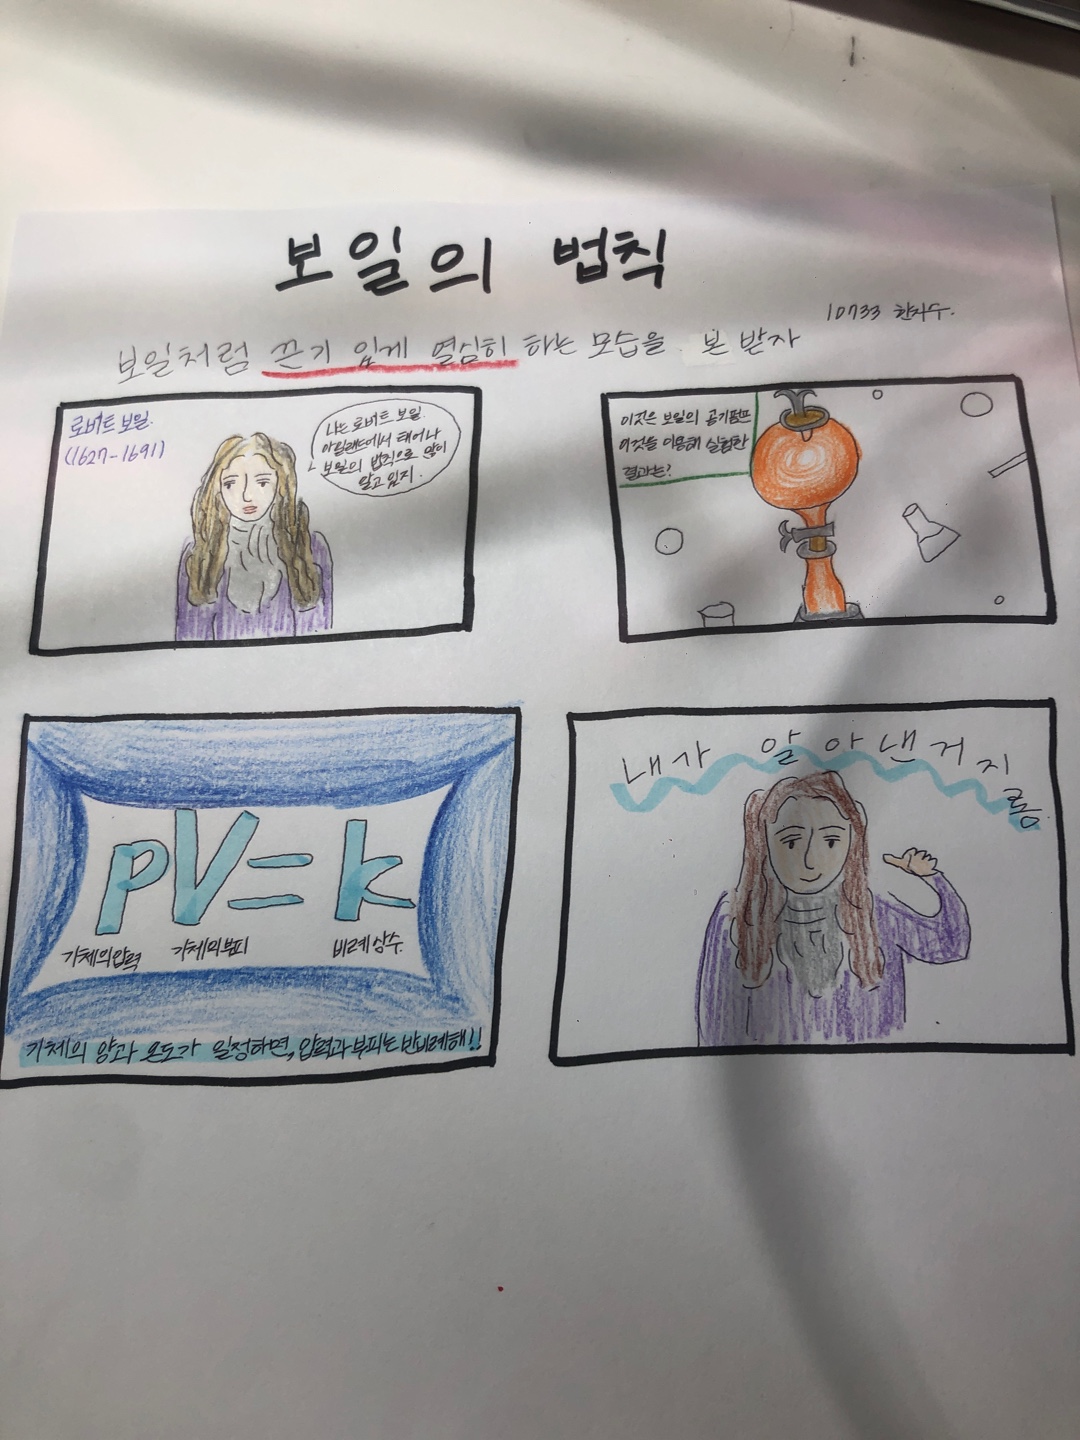 보일의 법칙
10733 한지수.
보일처럼 끈기 있게 열심히 하는 모습을 본 받자
로버트 보일.
(1627-1691)
나는 로버트 보일.
아일랜드에서 태어나
보일의 법칙으로 많이
알고 있지.
이것은 보일의 공기펌프
이것을 이용해 실험한
결과는?
PV=k
기체의 압력 기체의 부피 비례상수.
기체의 양과 온도가 일정하면, 압력과 부피는 반비례해!!
내가 알아낸거지롱